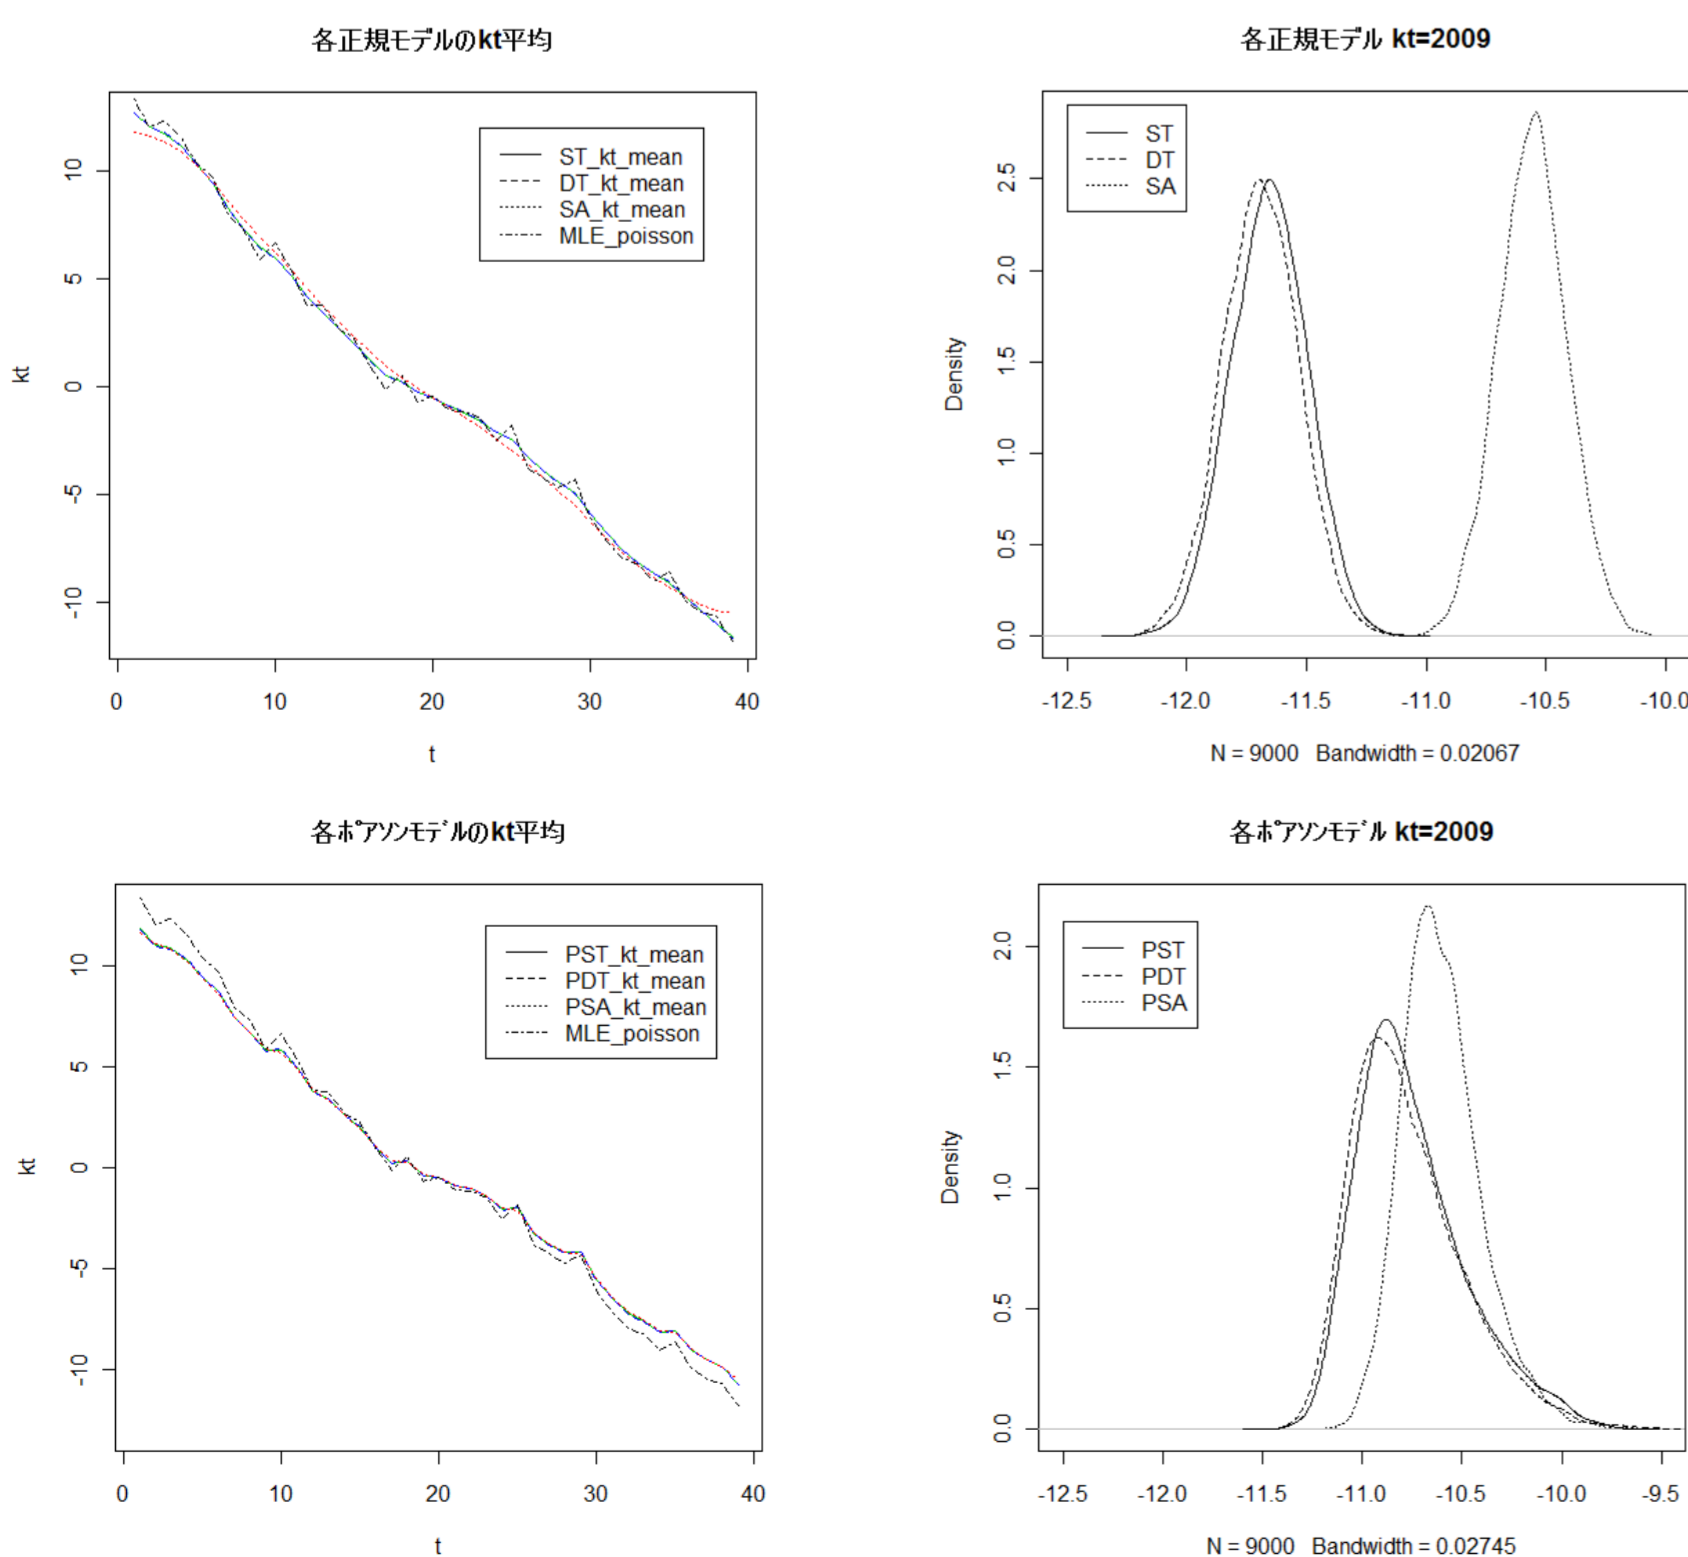 各正規モデルのkt平均
kt
10
5
0
-5
-10
ST_kt_mean
DT_kt_mean
SA_kt_mean
MLE_poisson
0 10 20 30 40
t
各正規モデル kt=2009
Density
2.5
2.0
1.5
1.0
0.5
0.0
ST
DT
SA
-12.5 -12.0 -11.5 -11.0 -10.5 -10.0
N = 9000 Bandwidth = 0.02067
各ポアソンモデルのkt平均
kt
10
5
0
-5
-10
PST_kt_mean
PDT_kt_mean
PSA_kt_mean
MLE_poisson
0 10 20 30 40
t
各ポアソンモデル kt=2009
Density
2.0
1.5
1.0
0.5
0.0
PST
PDT
PSA
-12.5 -12.0 -11.5 -11.0 -10.5 -10.0 -9.5
N = 9000 Bandwidth = 0.02745